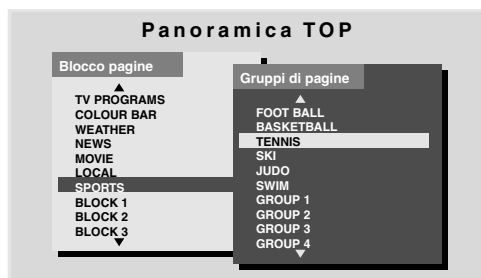 Panoramica TOP
Blocco pagine
TV PROGRAMS
COLOUR BAR
WEATHER
NEWS
MOVIE
LOCAL
SPORTS
BLOCK 1
BLOCK 2
BLOCK 3
Gruppi di pagine
FOOT BALL
BASKETBALL
TENNIS
SKI
JUDO
SWIM
GROUP 1
GROUP 2
GROUP 3
GROUP 4